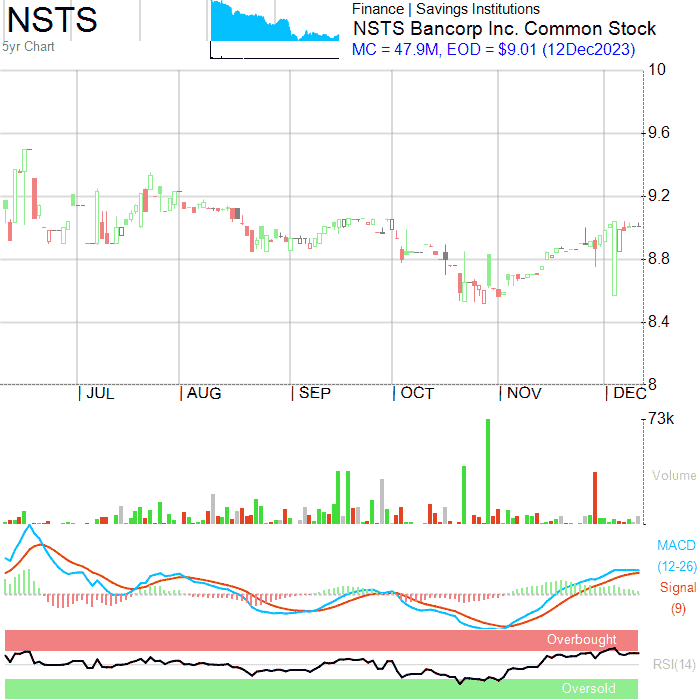 NSTS
5yr Chart
Finance | Savings Institutions
NSTS Bancorp Inc. Common Stock
MC = 47.9M, EOD = $9.01 (12Dec2023)
10
9.6
9.2
8.8
8.4
8
| JUL | AUG | SEP | OCT | NOV | DEC
73k
Volume
MACD
(12-26)
Signal
(9)
Overbought
RSI(14)
Oversold